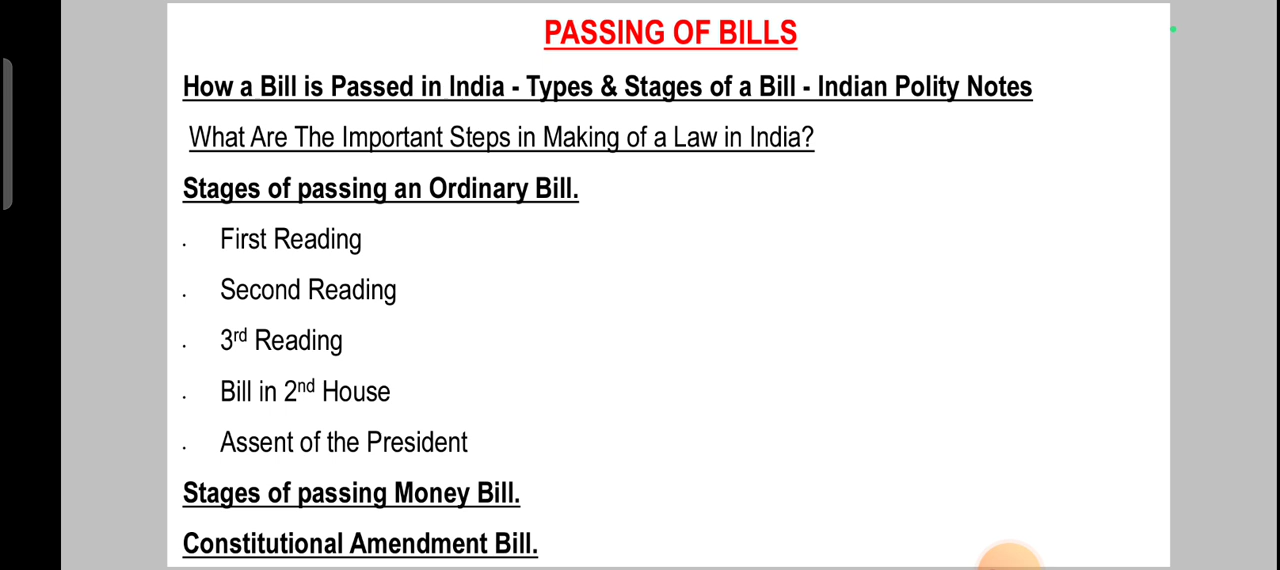 PASSING OF BILLS
How a Bill is Passed in India - Types & Stages of a Bill - Indian Polity Notes
What Are The Important Steps in Making of a Law in India?
Stages of passing an Ordinary Bill.
. First Reading
. Second Reading
. 3rd Reading
. Bill in 2nd House
. Assent of the President
Stages of passing Money Bill.
Constitutional Amendment Bill.